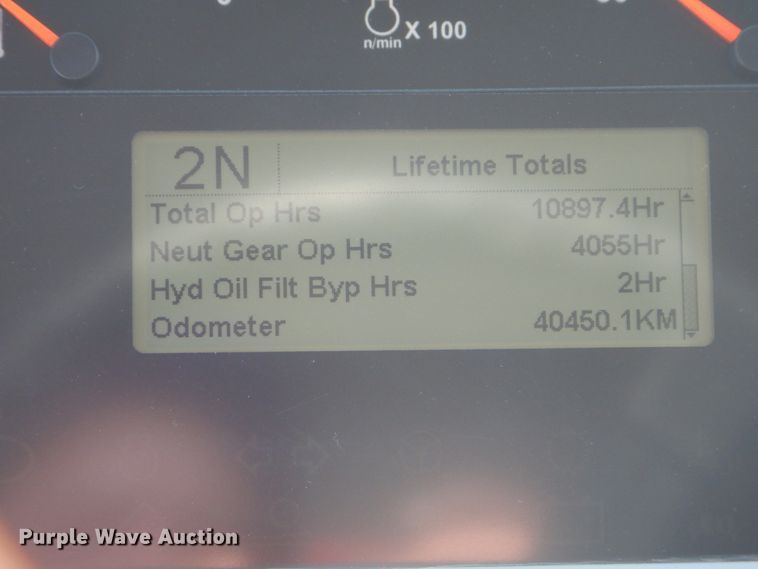 n/min X 100
2N Lifetime Totals
Total Op Hrs 10897.4Hr
Neut Gear Op Hrs 4055Hr
Hyd Oil Filt Byp Hrs 2Hr
Odometer 40450.1KM
Purple Wave Auction